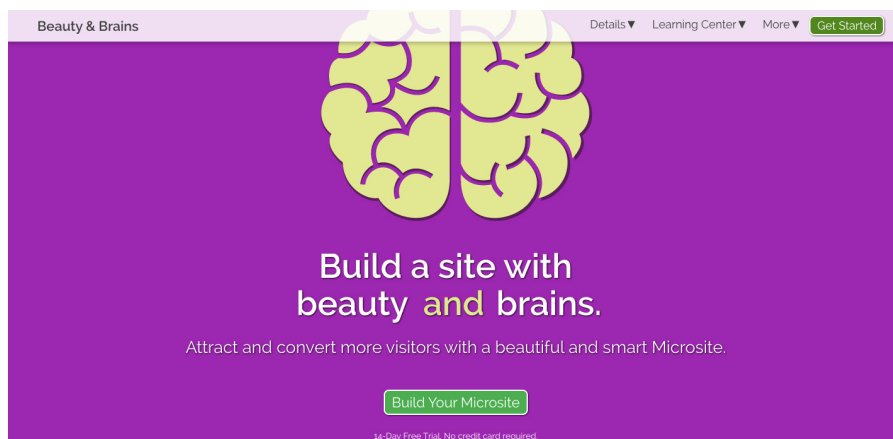 Beauty & Brains Details▼ Learning Center▼ More▼ Get Started
Build a site with
beauty and brains.
Attract and convert more visitors with a beautiful and smart Microsite.
Build Your Microsite
14-Day Free Trial. No credit card required.